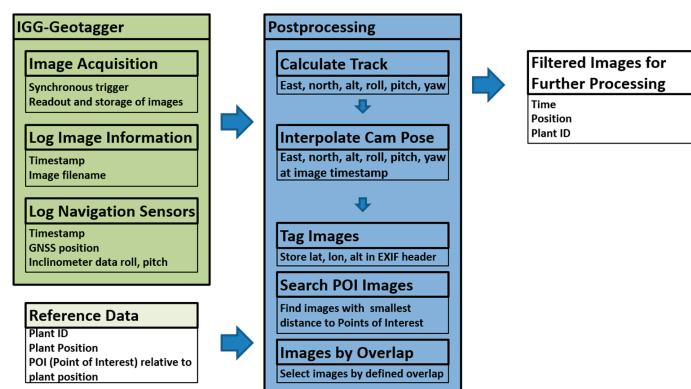 IGG-Geotagger
Image Acquisition
Synchronous trigger
Readout and storage of images
Log Image Information
Timestamp
Image filename
Log Navigation Sensors
Timestamp
GNSS position
Inclinometer data roll, pitch
Reference Data
Plant ID
Plant Position
POI (Point of Interest) relative to
plant position
Postprocessing
Calculate Track
East, north, alt, roll, pitch, yaw
Interpolate Cam Pose
East, north, alt, roll, pitch, yaw
at image timestamp
Tag Images
Store lat, lon, alt in EXIF header
Search POI Images
Find images with smallest
distance to Points of Interest
Images by Overlap
Select images by defined overlap
Filtered Images for
Further Processing
Time
Position
Plant ID